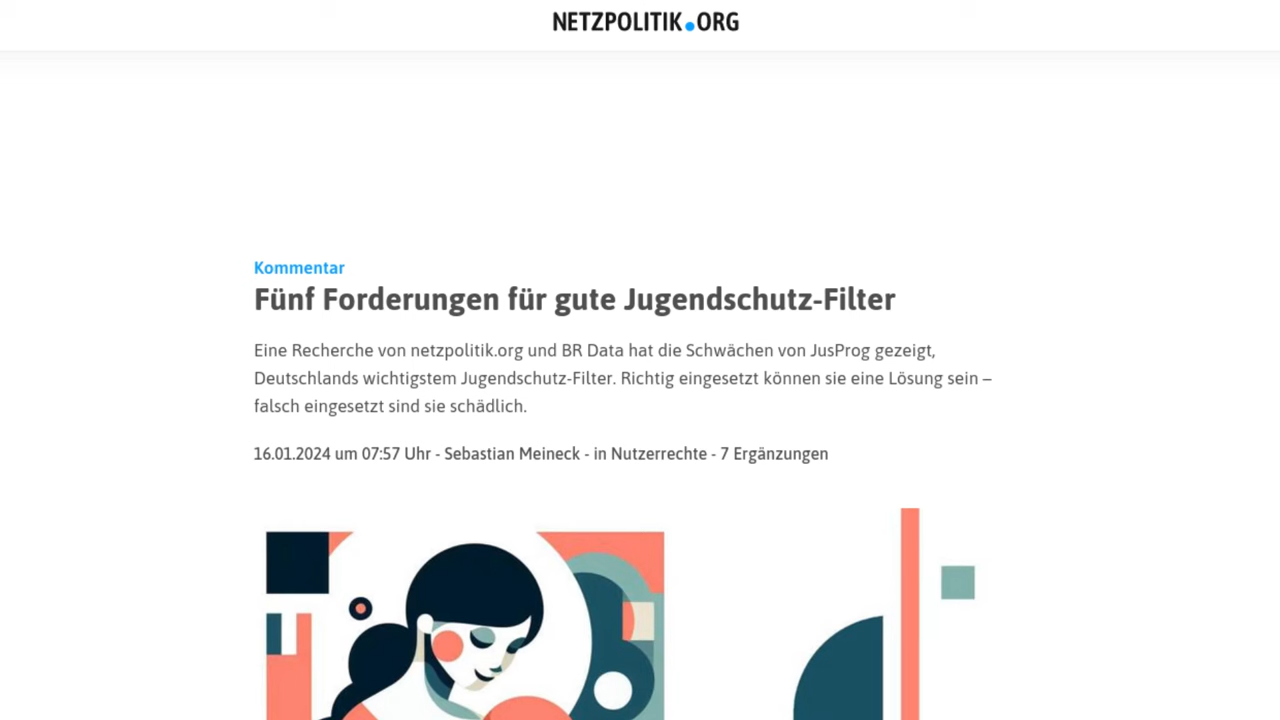 NETZPOLITIK.ORG
Kommentar
Fünf Forderungen für gute Jugendschutz-Filter
Eine Recherche von netzpolitik.org und BR Data hat die Schwächen von JusProg gezeigt,
Deutschlands wichtigstem Jugendschutz-Filter. Richtig eingesetzt können sie eine Lösung sein –
falsch eingesetzt sind sie schädlich.
16.01.2024 um 07:57 Uhr - Sebastian Meineck - in Nutzerrechte - 7 Ergänzungen